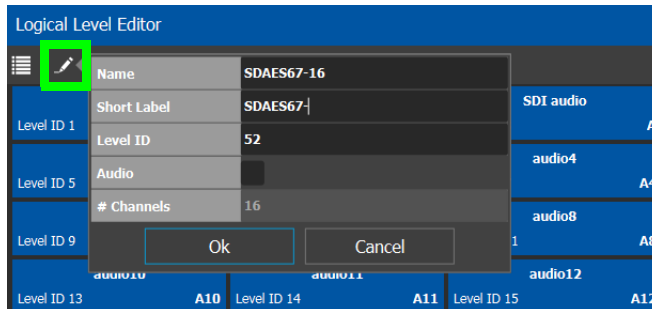 Logical Level Editor
Name SDAES67-16
Short Label SDAES67-
Level ID 52
Audio
# Channels 16
Ok Cancel
Level ID 1 SDI audio
Level ID 5 audio4 A4
Level ID 9 1 audio8 A8
audio10 audio11 audio12
Level ID 13 A10 Level ID 14 A11 Level ID 15 A12